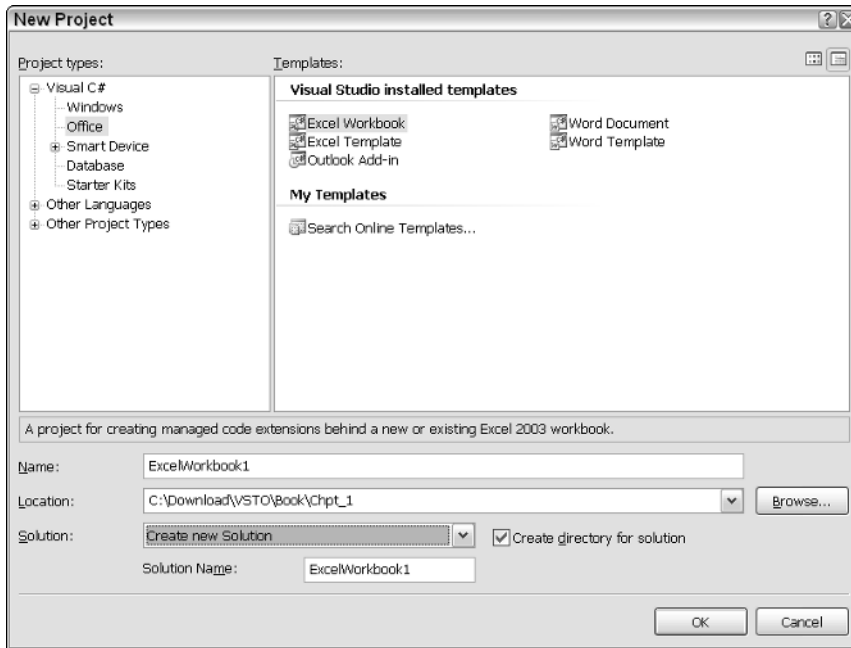 New Project
Project types:
Templates:
Visual C#
Windows
Office
Smart Device
Database
Starter Kits
Other Languages
Other Project Types
Visual Studio installed templates
Excel Workbook
Word Document
Excel Template
Word Template
Outlook Add-in
My Templates
Search Online Templates...
A project for creating managed code extensions behind a new or existing Excel 2003 workbook.
Name:
ExcelWorkbook1
Location:
C:\Download\VSTO\Book\Chpt_1
Browse...
Solution:
Create new Solution
Create directory for solution
Solution Name:
ExcelWorkbook1
OK
Cancel